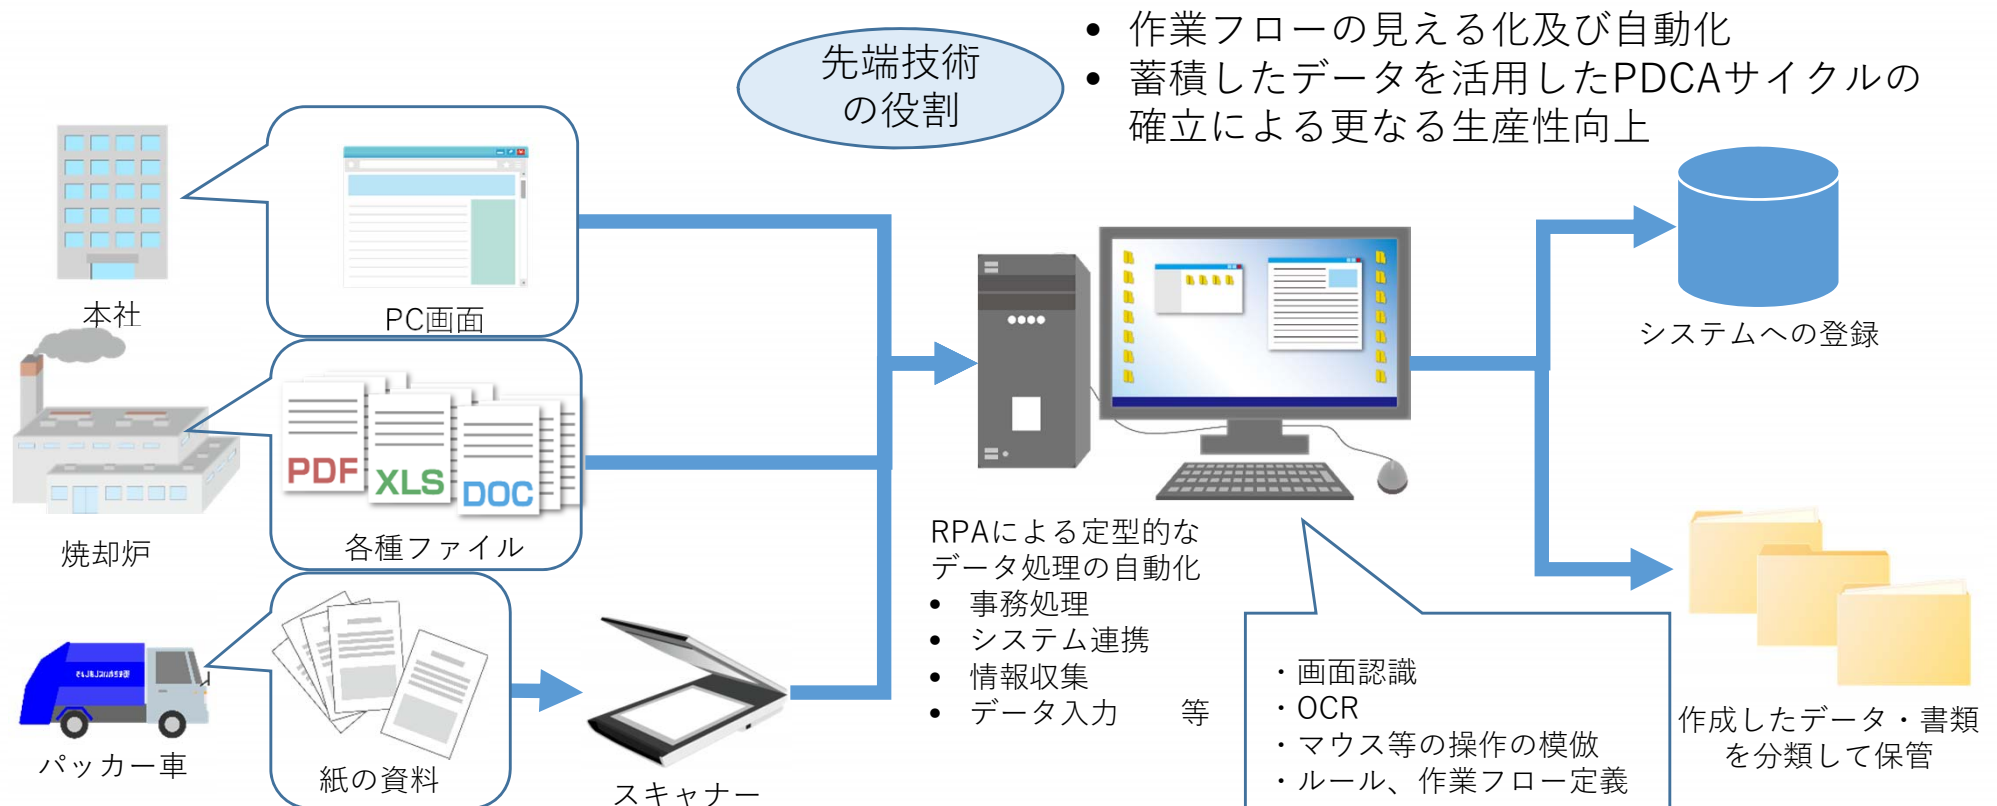 先端技術
の役割
• 作業フローの見える化及び自動化
• 蓄積したデータを活用したPDCAサイクルの
確立による更なる生産性向上
本社
PC画面
焼却炉
PDF
XLS
DOC
各種ファイル
パッカー車
紙の資料
スキャナー
RPAによる定型的な
データ処理の自動化
• 事務処理
• システム連携
• 情報収集
• データ入力　等
・画面認識
・OCR
・マウス等の操作の模倣
・ルール、作業フロー定義
システムへの登録
作成したデータ・書類
を分類して保管